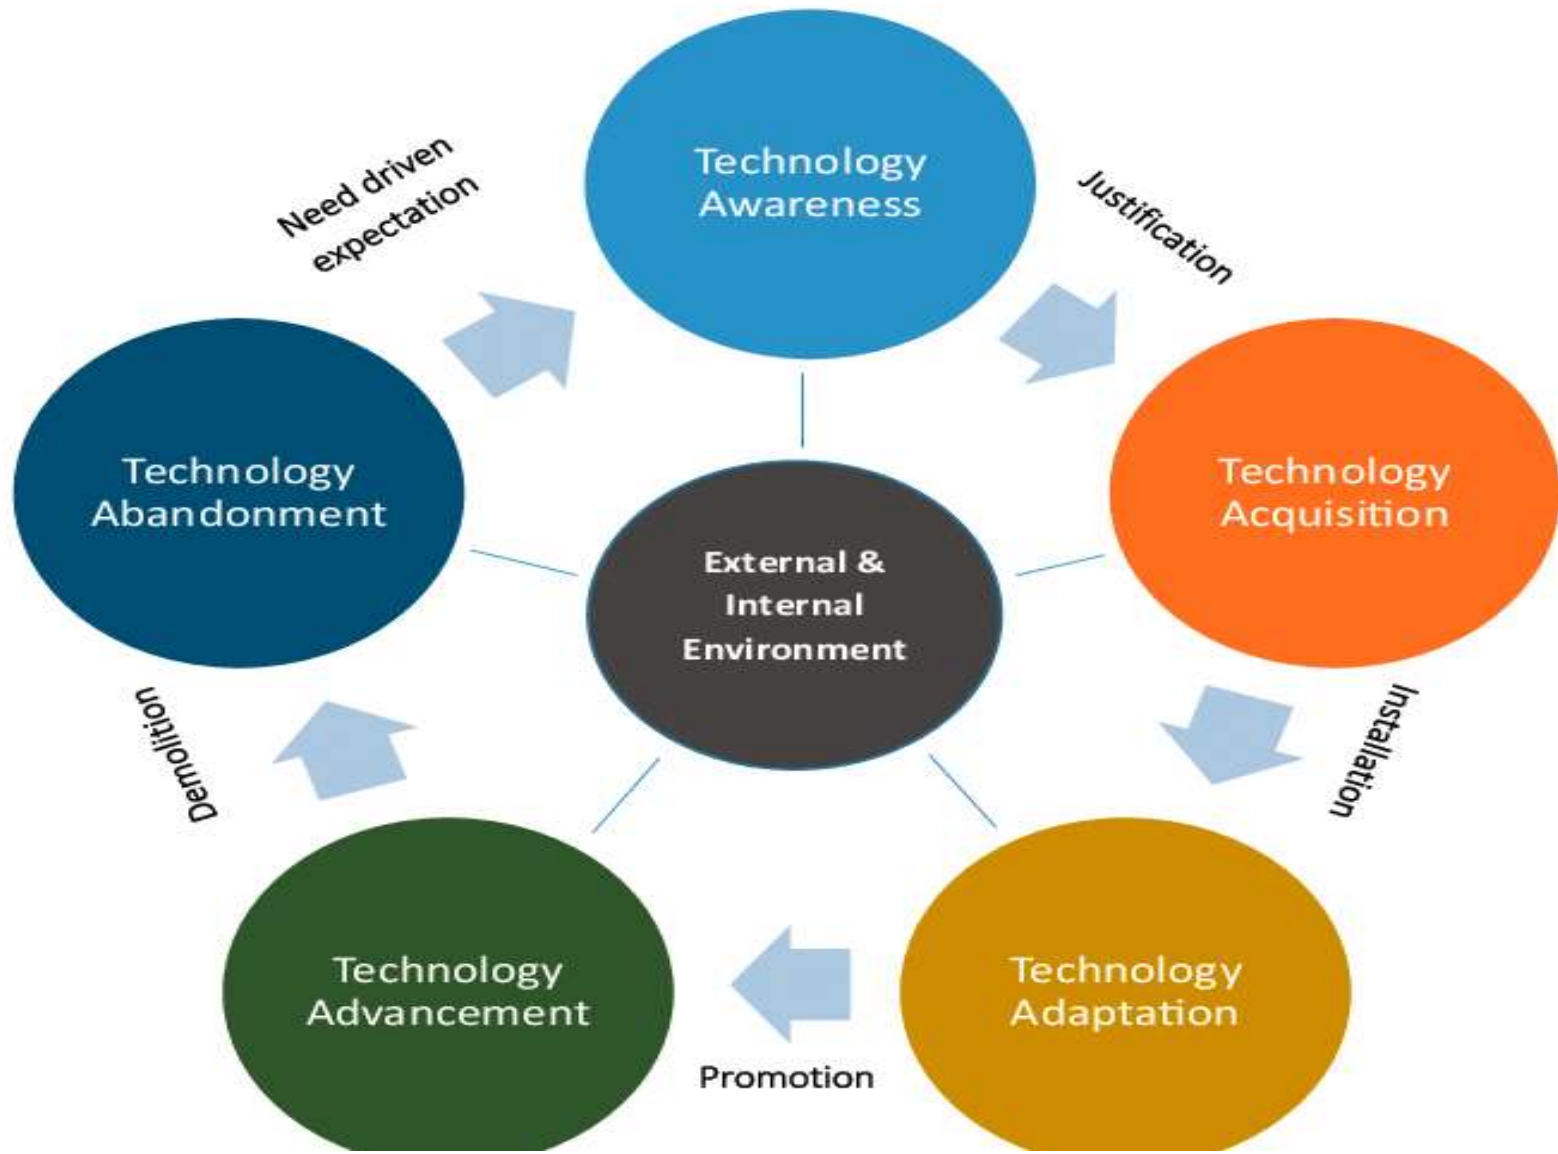 Technology
Awareness
Justification
Technology
Acquisition
Installation
Technology
Adaptation
Promotion
Technology
Advancement
Demolition
Technology
Abandonment
Need driven
expectation
External &
Internal
Environment